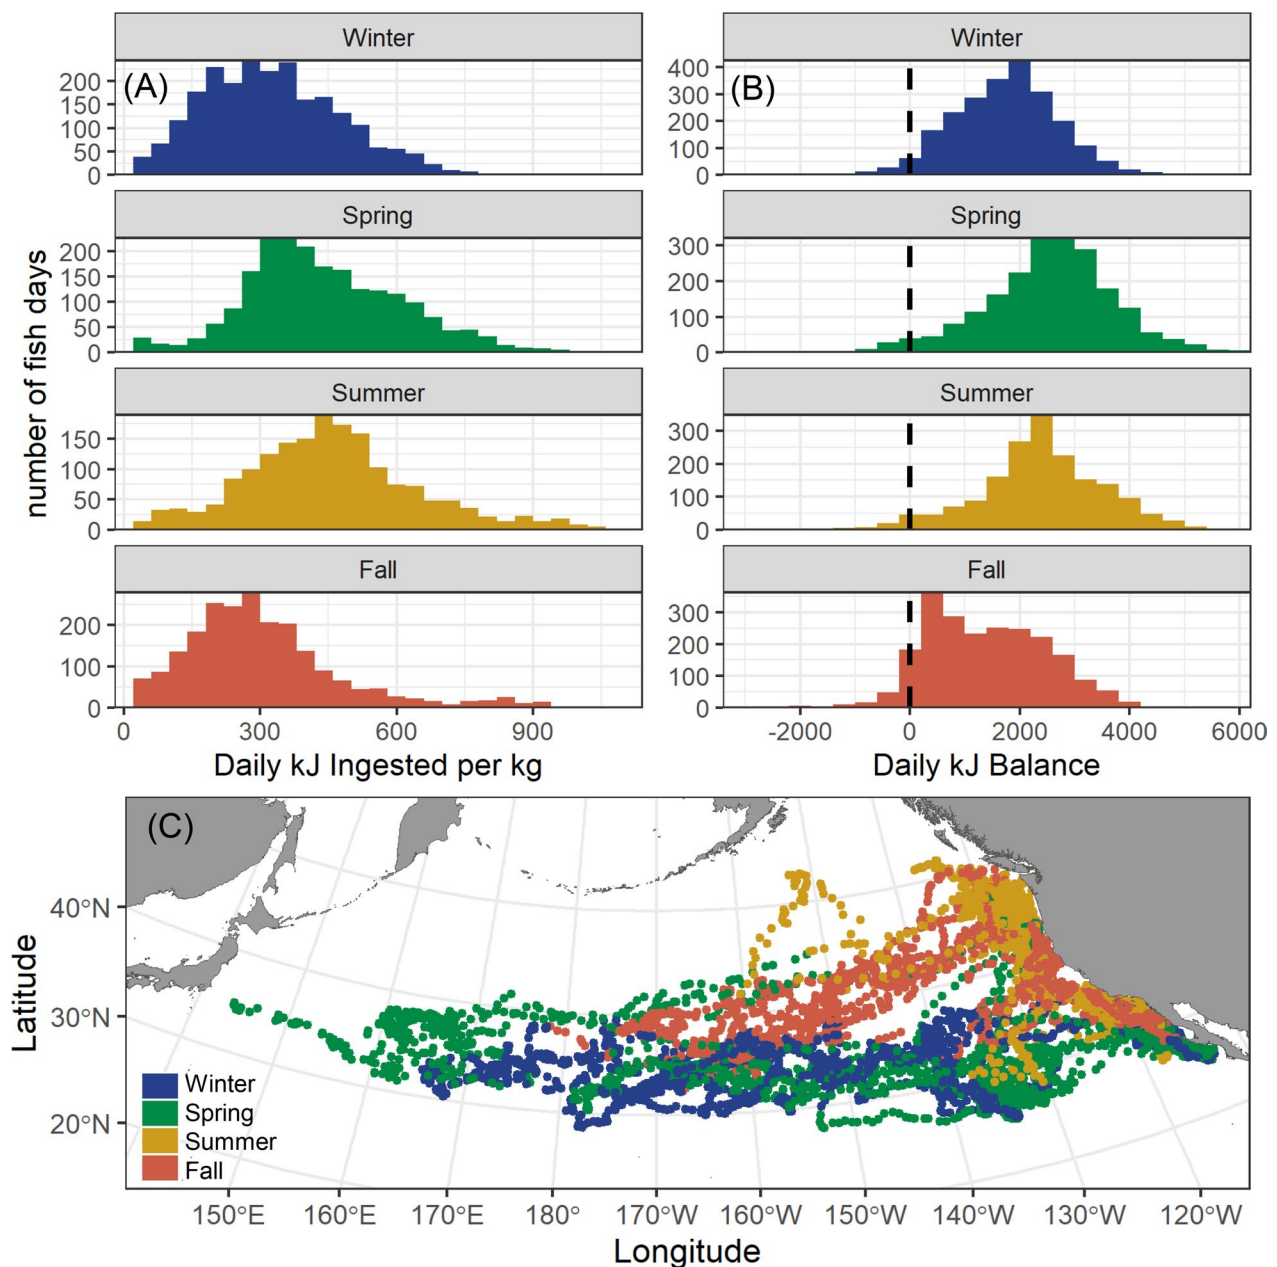 Winter
(A)
200
150
100
50
0
Spring
200
150
100
50
0
Summer
150
100
50
0
Fall
200
100
0
0
300
600
900
Daily kJ Ingested per kg
number of fish days
Winter
(B)
400
300
200
100
0
Spring
300
200
100
0
Summer
300
200
100
0
Fall
300
200
100
0
-2000
0
2000
4000
6000
Daily kJ Balance
(C)
40°N
30°N
20°N
Latitude
Winter
Spring
Summer
Fall
150°E
160°E
170°E
180°
170°W
160°W
150°W
140°W
130°W
120°W
Longitude